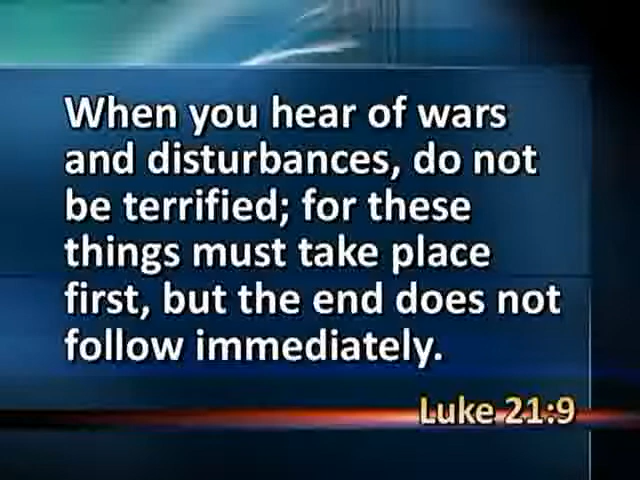 When you hear of wars
and disturbances, do not
be terrified; for these
things must take place
first, but the end does not
follow immediately.
Luke 21:9